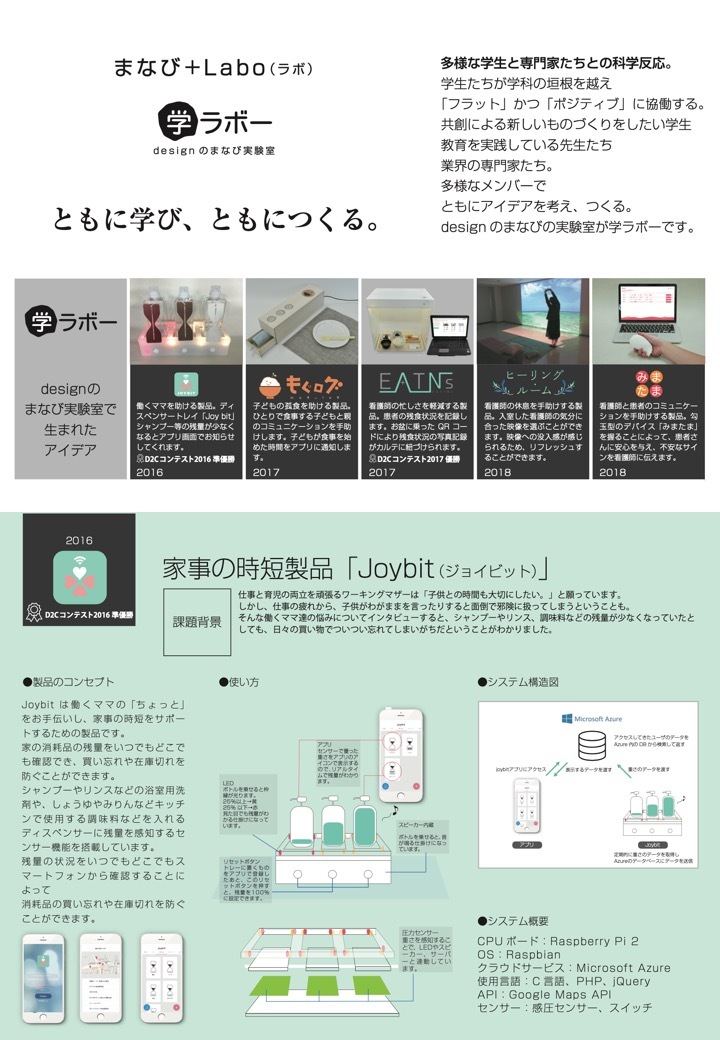 まなび+Labo(ラボ)
学ラボー
designのまなび実験室
ともに学び、ともにつくる。
多様な学生と専門家たちとの科学反応。
学生たちが学科の垣根を越え
「フラット」かつ「ポジティブ」に協働する。
共創による新しいものづくりをしたい学生
教育を実践している先生たち
業界の専門家たち。
多様なメンバーで
ともにアイデアを考え、つくる。
designのまなびの実験室が学ラボーです。
学ラボー
designの
まなび実験室で
生まれた
アイデア
JOYBIT
働くママを助ける製品。ディ
スペンサートレイ「Joy bit」
シャンプー等の残量が少なく
なるとアプリ画面でお知らせ
してくれます。
D2Cコンテスト2016 準優勝
2016
もぐログ
子どもの孤食を助ける製品。
ひとりで食事する子どもと親
のコミュニケーションを手助
けします。子どもが食事を始
めた時間をアプリに通知しま
す。
2017
EATNs
看護師の忙しさを軽減する製
品。患者の残食状況を記録し
ます。お盆に乗った QR コー
ドにより残食状況の写真記録
がカルテに紐づけられます。
D2Cコンテスト2017 優勝
2017
ヒーリング
・ルーム
看護師の休息を手助けする製
品。入室した看護師の気分に
合った映像を選ぶことができ
ます。映像への没入感が感じ
られるため、リフレッシュす
ることができます。
2018
みま
たま
看護師と患者のコミュニケー
ションを手助けする製品。勾
玉型のデバイス「みまたま」
を握ることによって、患者さ
んに安心を与え、不安なサイ
ンを看護師に伝えます。
2018
2016
D2Cコンテスト2016 準優勝
家事の時短製品「Joybit(ジョイビット)」
課題背景
仕事と育児の両立を頑張るワーキングマザーは「子供との時間も大切にしたい。」と願っています。
しかし、仕事の疲れから、子供がわがままを言ったりすると面倒で邪険に扱ってしまうということも。
そんな働くママ達の悩みについてインタビューすると、シャンプーやリンス、調味料などの残量が少なくなっていたと
しても、日々の買い物でついつい忘れてしまいがちだということがわかりました。
●製品のコンセプト
Joybit は働くママの「ちょっと」
をお手伝いし、家事の時短をサポー
トするための製品です。
家の消耗品の残量をいつでもどこで
も確認でき、買い忘れや在庫切れを
防ぐことができます。
シャンプーやリンスなどの浴室用洗
剤や、しょうゆやみりんなどキッチ
ンで使用する調味料などを入れる
ディスペンサーに残量を感知するセ
ンサー機能を搭載しています。
残量の状況をいつでもどこでもス
マートフォンから確認することに
よって
消耗品の買い忘れや在庫切れを防ぐ
ことができます。
●使い方
アプリ
センサーで量った
重さをアプリのア
イコンで表示する
ので、リアルタイ
ムで残量がわかり
ます。
LED
ボトルを乗せると枠
縁が光ります。
25%以上→黄
25%以下→赤
見た目でも残量がわ
かる仕掛けになって
います。
スピーカー内蔵
ボトルを乗せると、音
が鳴る仕掛けになっ
ています。
リセットボタン
トレーに置くもの
をアプリで登録し
たあと、このリセ
ットボタンを押す
と、残量を100%
に設定できます。
圧力センサー
重さを感知するこ
とで、LEDやスピ
ーカー、サーバ
ーと連動していま
す。
●システム構造図
Microsoft Azure
アクセスしてきたユーザのデータを
Azure内のDBから検索して返す
joybitアプリにアクセス
表示するデータを渡す
重さのデータを渡す
アプリ
Joybit
定期的に重さのデータを取得し
Azureのデータベースにデータを送信
●システム概要
CPU ボード:Raspberry Pi 2
OS:Raspbian
クラウドサービス:Microsoft Azure
使用言語:C 言語、PHP、jQuery
API:Google Maps API
センサー:感圧センサー、スイッチ